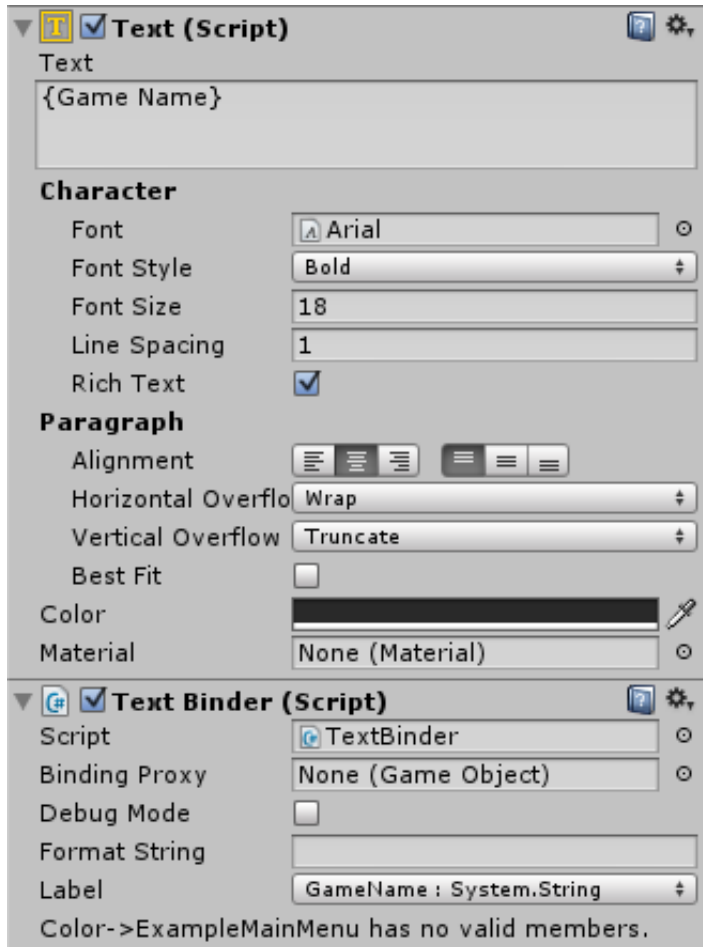 Text (Script)
Text
{Game Name}
Character
Font Arial
Font Style Bold
Font Size 18
Line Spacing 1
Rich Text
Paragraph
Alignment
Horizontal Overflo Wrap
Vertical Overflow Truncate
Best Fit
Color
Material None (Material)
Text Binder (Script)
Script TextBinder
Binding Proxy None (Game Object)
Debug Mode
Format String
Label GameName : System.String
Color->ExampleMainMenu has no valid members.